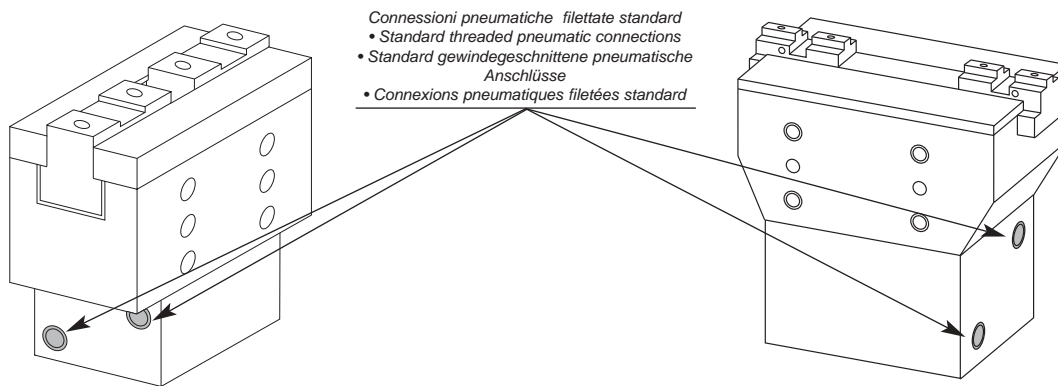 Connessioni pneumatiche filettate standard
• Standard threaded pneumatic connections
• Standard gewindegeschnittene pneumatische
Anschlüsse
• Connexions pneumatiques filetées standard